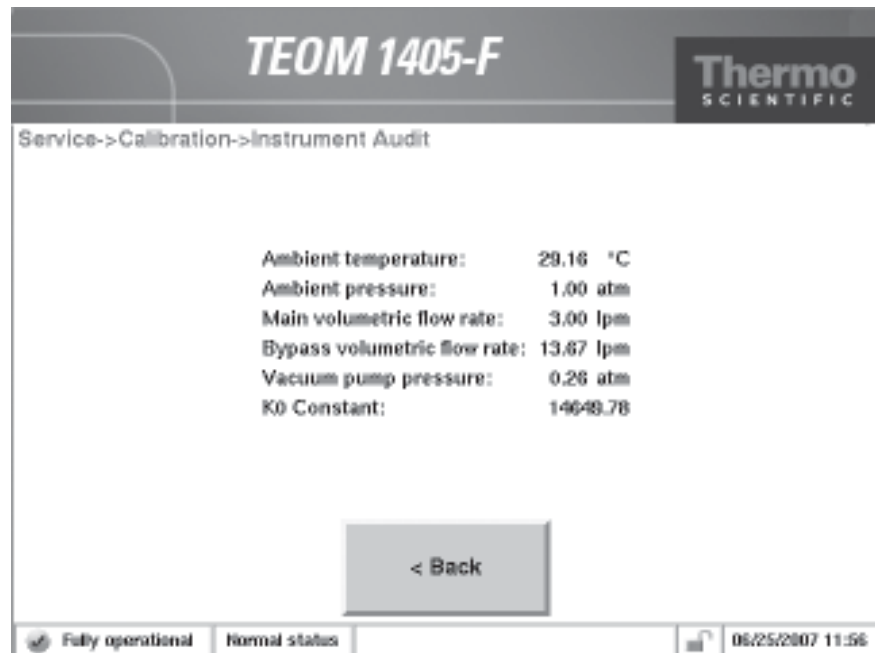 TEOM 1405-F
Thermo
SCIENTIFIC
Service->Calibration->Instrument Audit
Ambient temperature: 29.16 °C
Ambient pressure: 1.00 atm
Main volumetric flow rate: 3.00 lpm
Bypass volumetric flow rate: 13.67 lpm
Vacuum pump pressure: 0.26 atm
K0 Constant: 14649.78
< Back
Fully operational Normal status 06/25/2007 11:56